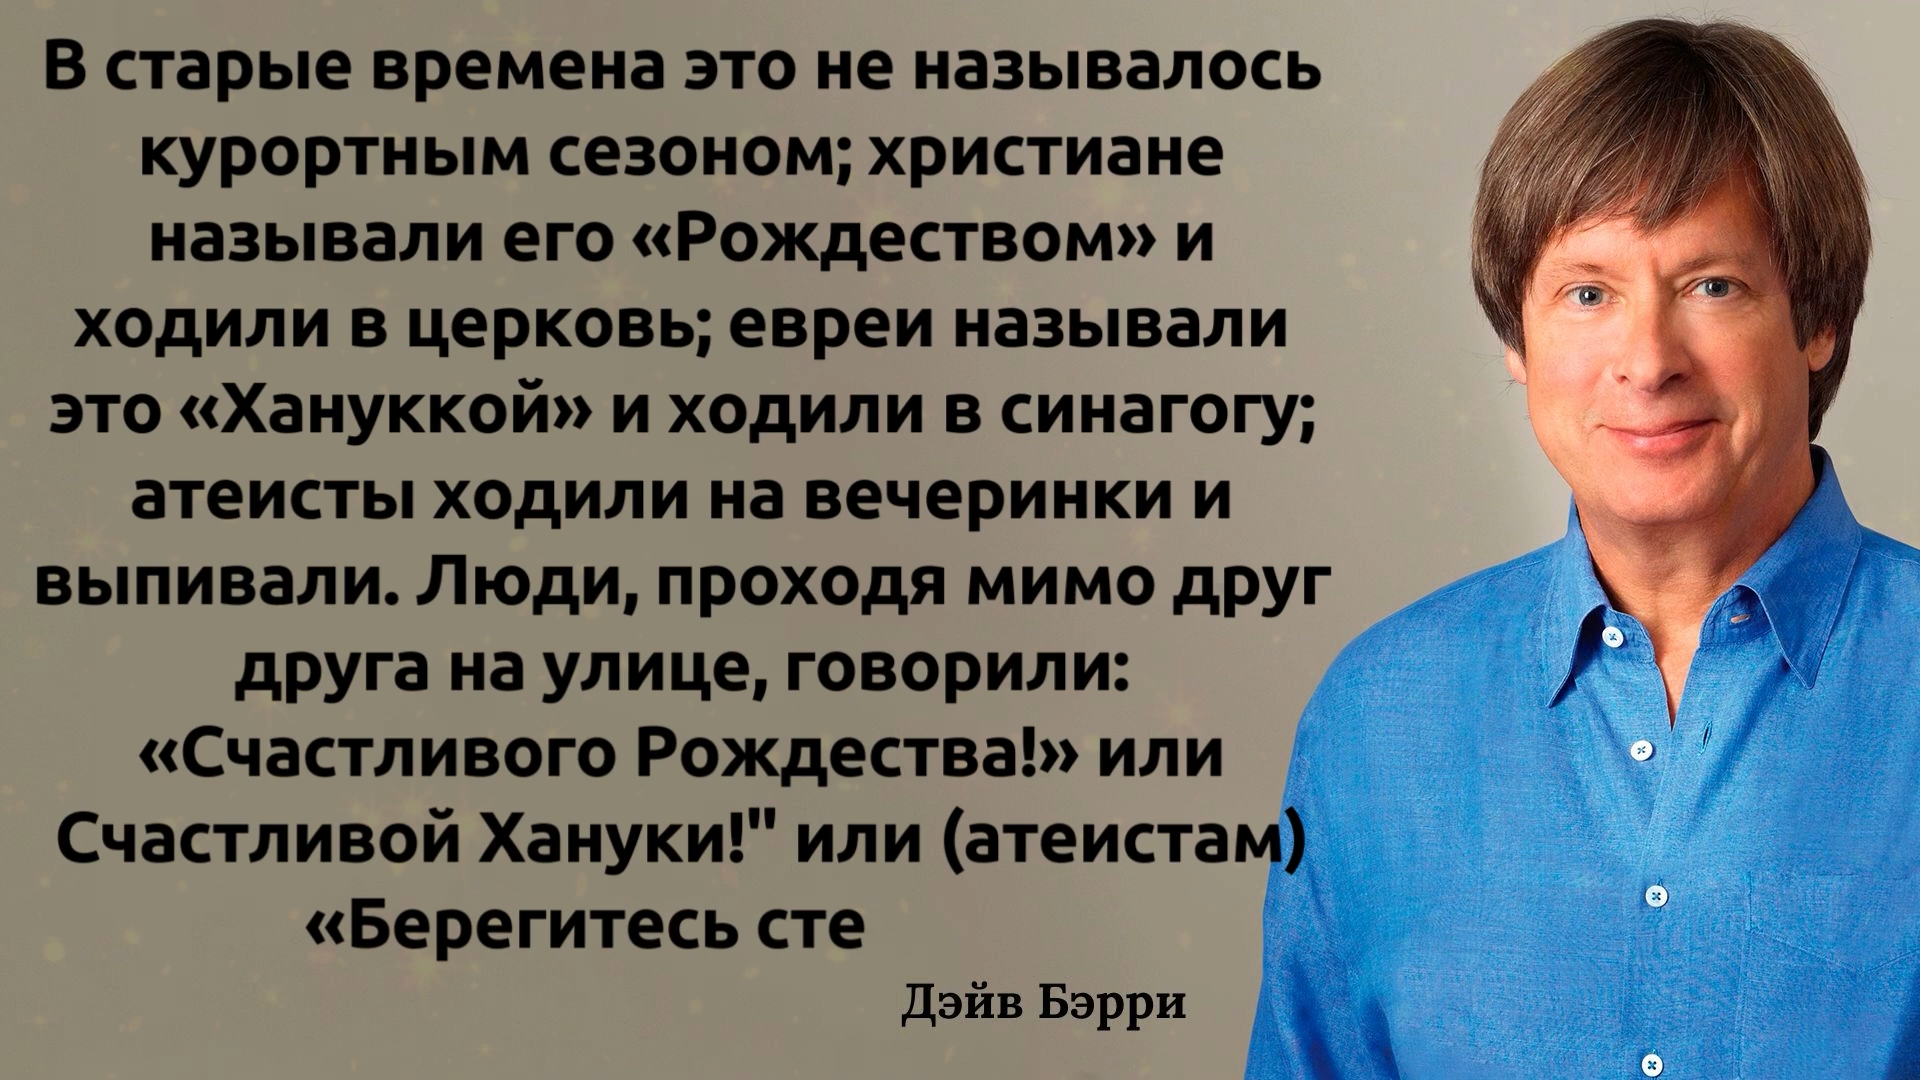 В старые времена это не называлось
курортным сезоном; христиане
называли его «Рождеством» и
ходили в церковь; евреи называли
это «Хануккой» и ходили в синагогу;
атеисты ходили на вечеринки и
выпивали. Люди, проходя мимо друг
друга на улице, говорили:
«Счастливого Рождества!» или
Счастливой Хануки!" или (атеистам)
«Берегитесь сте
Дэйв Бэрри